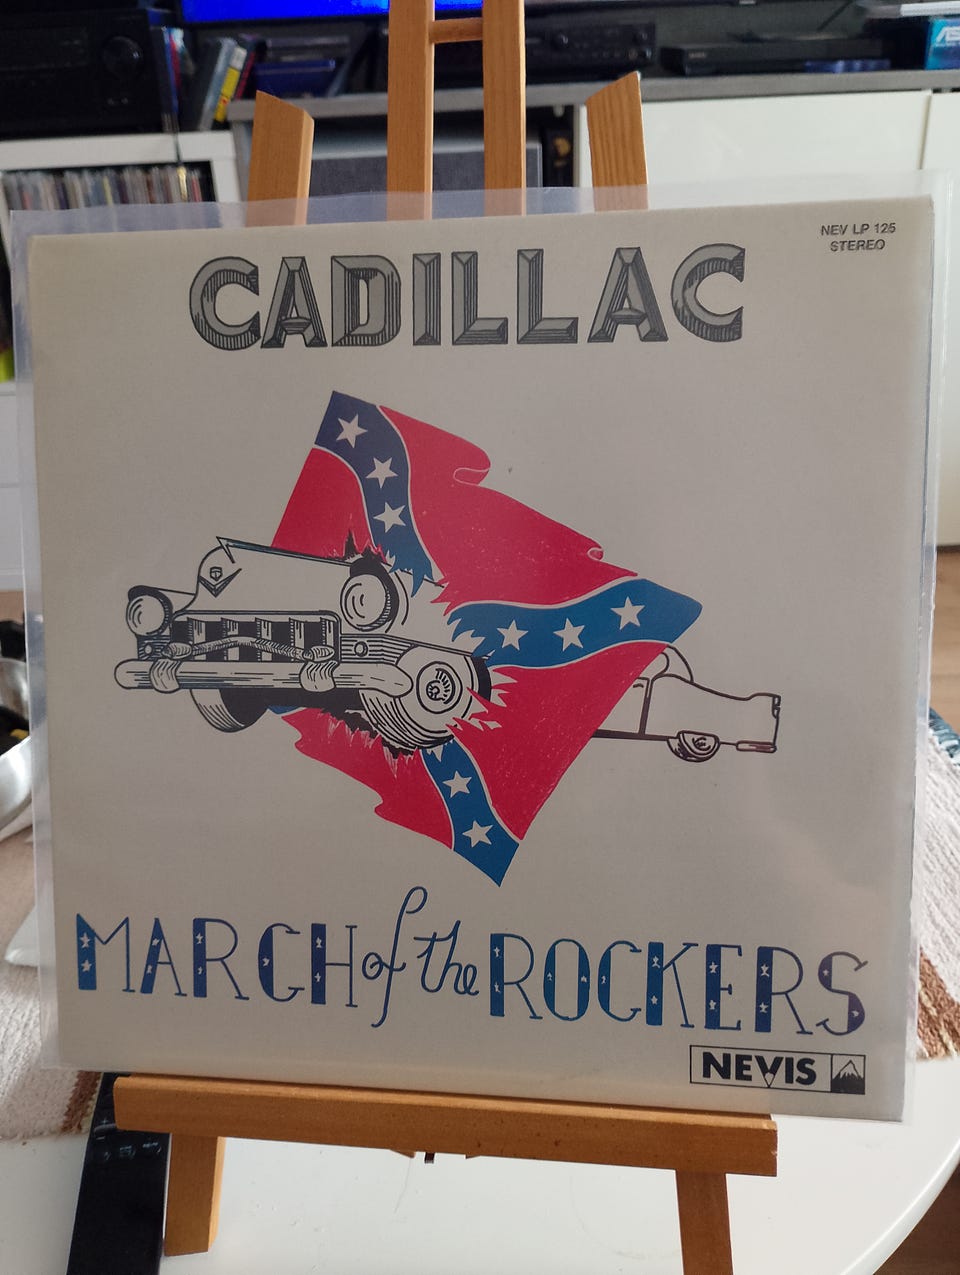 NEV LP 125
STEREO
CADILLAC
MARCH of the ROCKERS
NEVIS